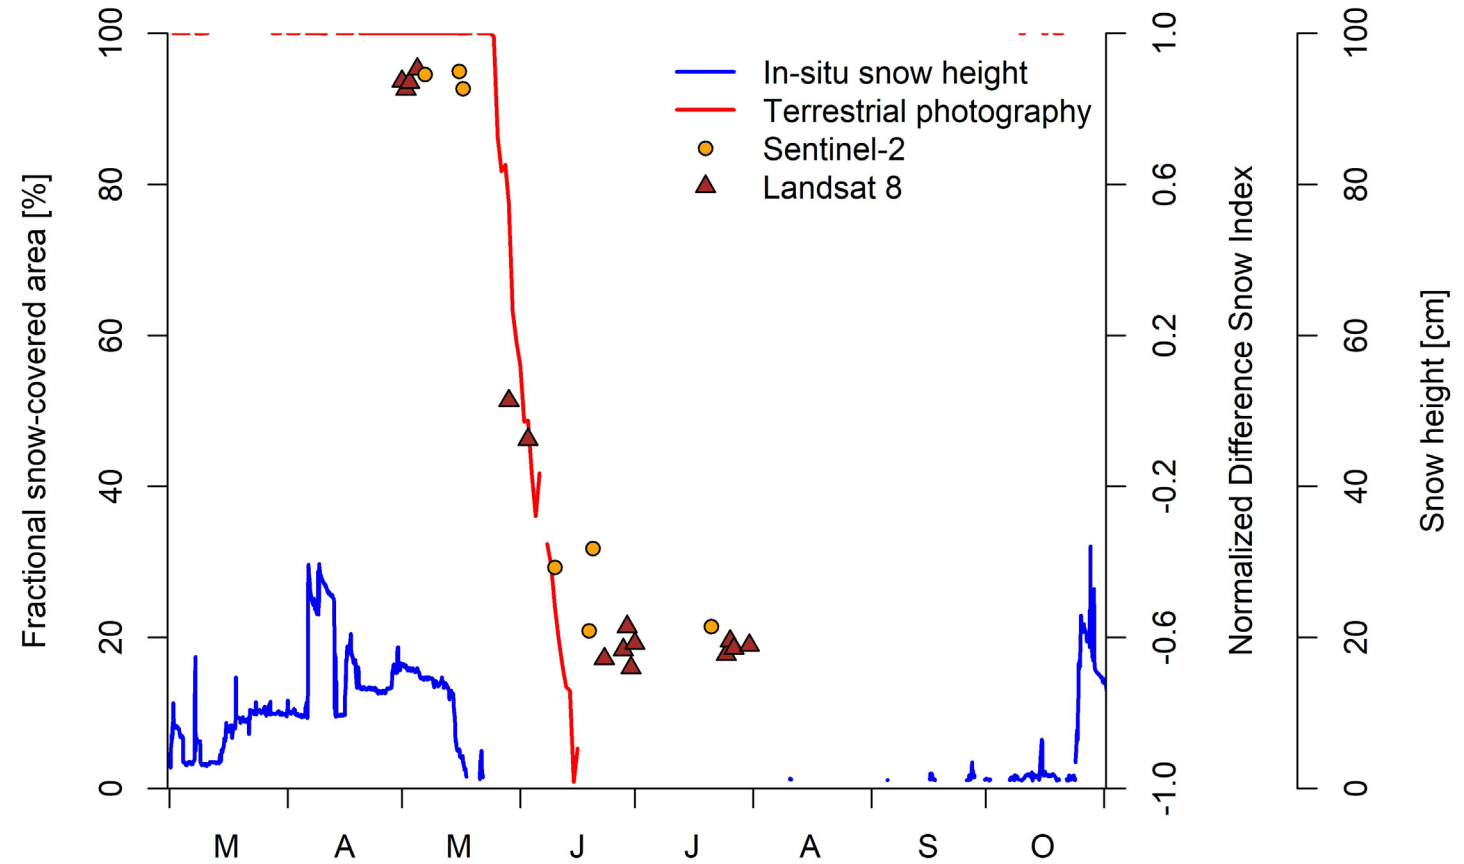 Fractional snow-covered area [%]
100
80
60
40
20
0
In-situ snow height
Terrestrial photography
Sentinel-2
Landsat 8
1.0
0.6
0.2
-0.2
-0.6
-1.0
Normalized Difference Snow Index
100
80
60
40
20
0
Snow height [cm]
M A M J J A S O